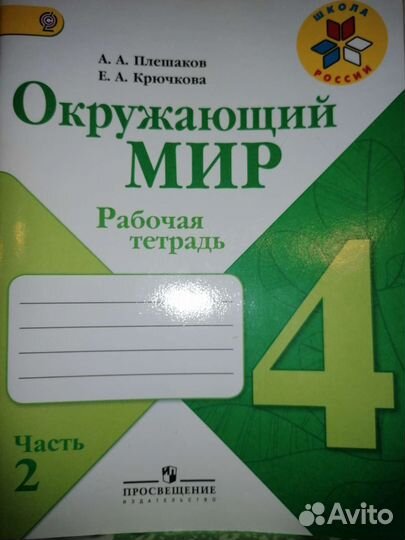 ШКОЛА
РОССИИ
А. А. Плешаков
Е. А. Крючкова
Окружающий
МИР
Рабочая
тетрадь
4
Часть
2
ПРОСВЕЩЕНИЕ
ИЗДАТЕЛЬСТВО
Avito